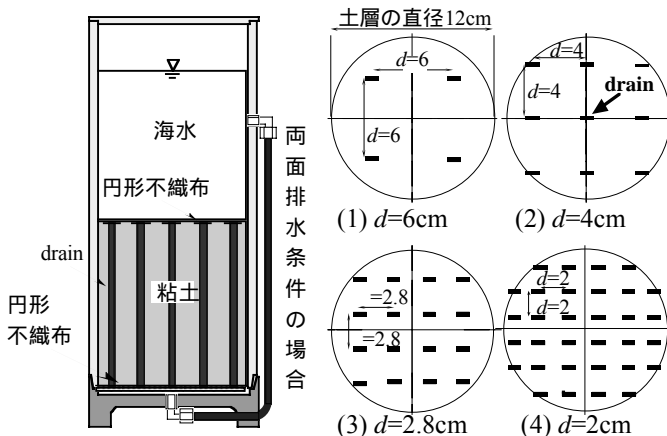 海水
円形不織布
drain
粘土
円形
不織布
両面排水条件の場合
土層の直径12cm
d=6
d=6
(1) d=6cm
d=4
d=4
drain
(2) d=4cm
=2.8
=2.8
(3) d=2.8cm
d=2
d=2
(4) d=2cm